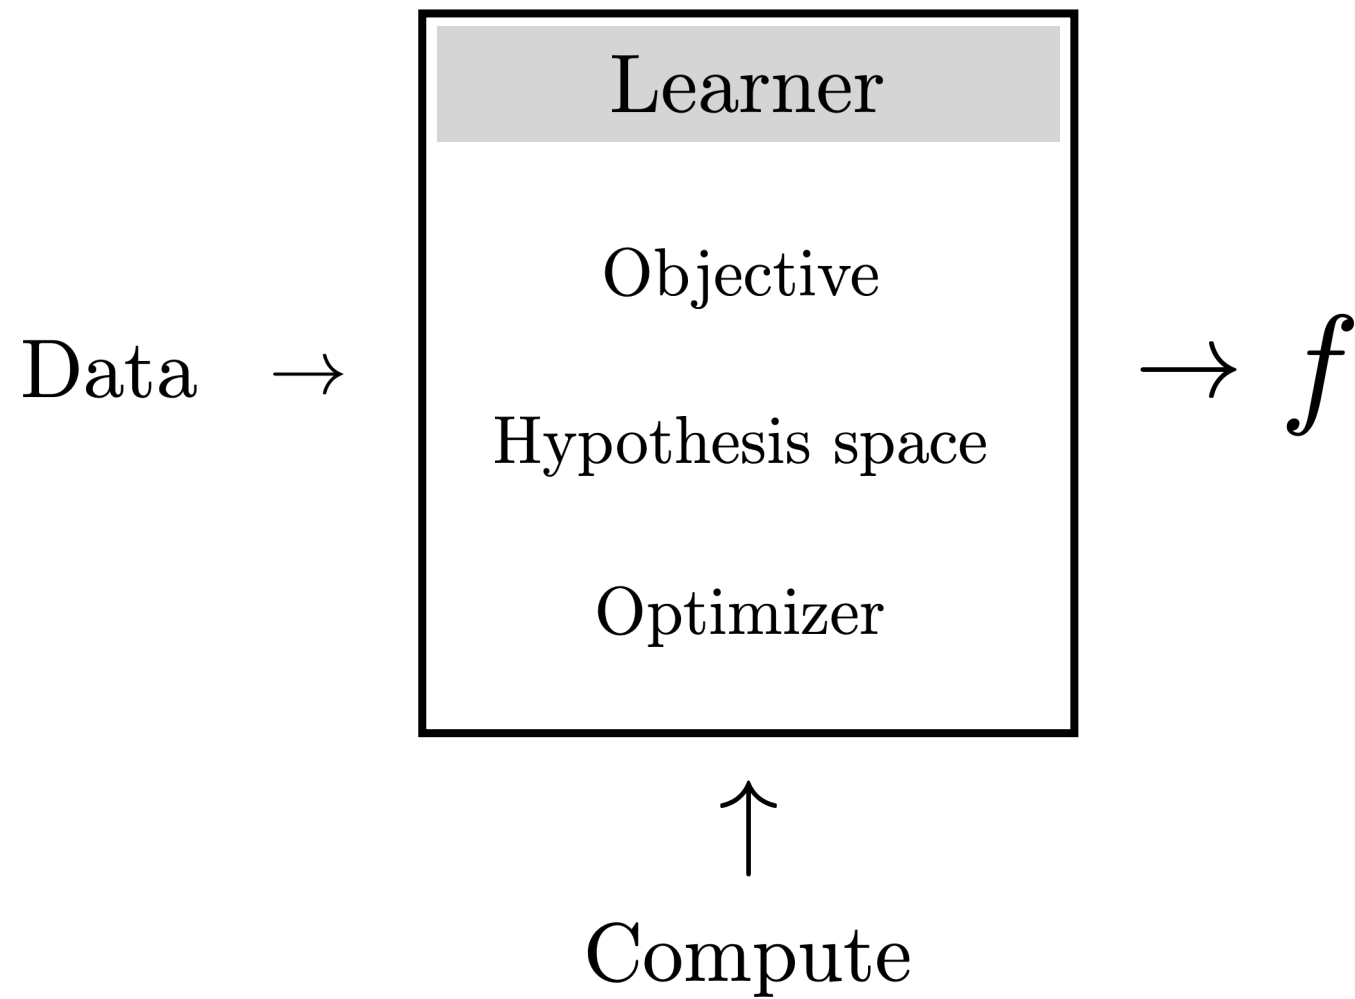 Learner
Objective
Data → → f
Hypothesis space
Optimizer
↑
Compute